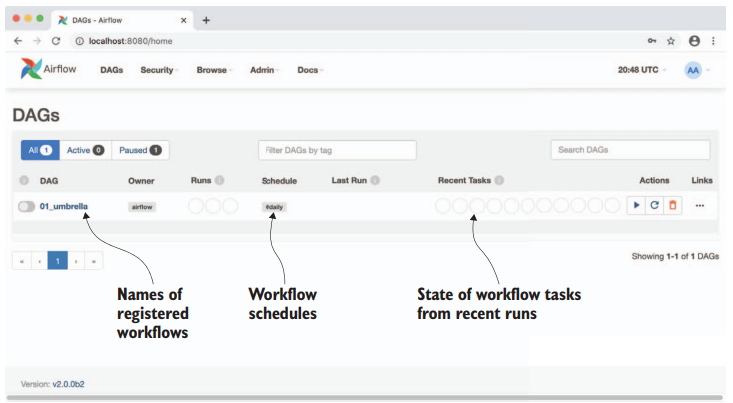 DAGs - Airflow
localhost:8080/home
Airflow DAGs Security Browse Admin Docs 20:48 UTC AA
DAGs
All 1 Active 0 Paused 1 Filter DAGs by tag Search DAGs
DAG Owner Runs Schedule Last Run Recent Tasks Actions Links
01_umbrella airflow @daily
« ‹ 1 › » Showing 1-1 of 1 DAGs
Names of
registered
workflows
Workflow
schedules
State of workflow tasks
from recent runs
Version: v2.0.0b2